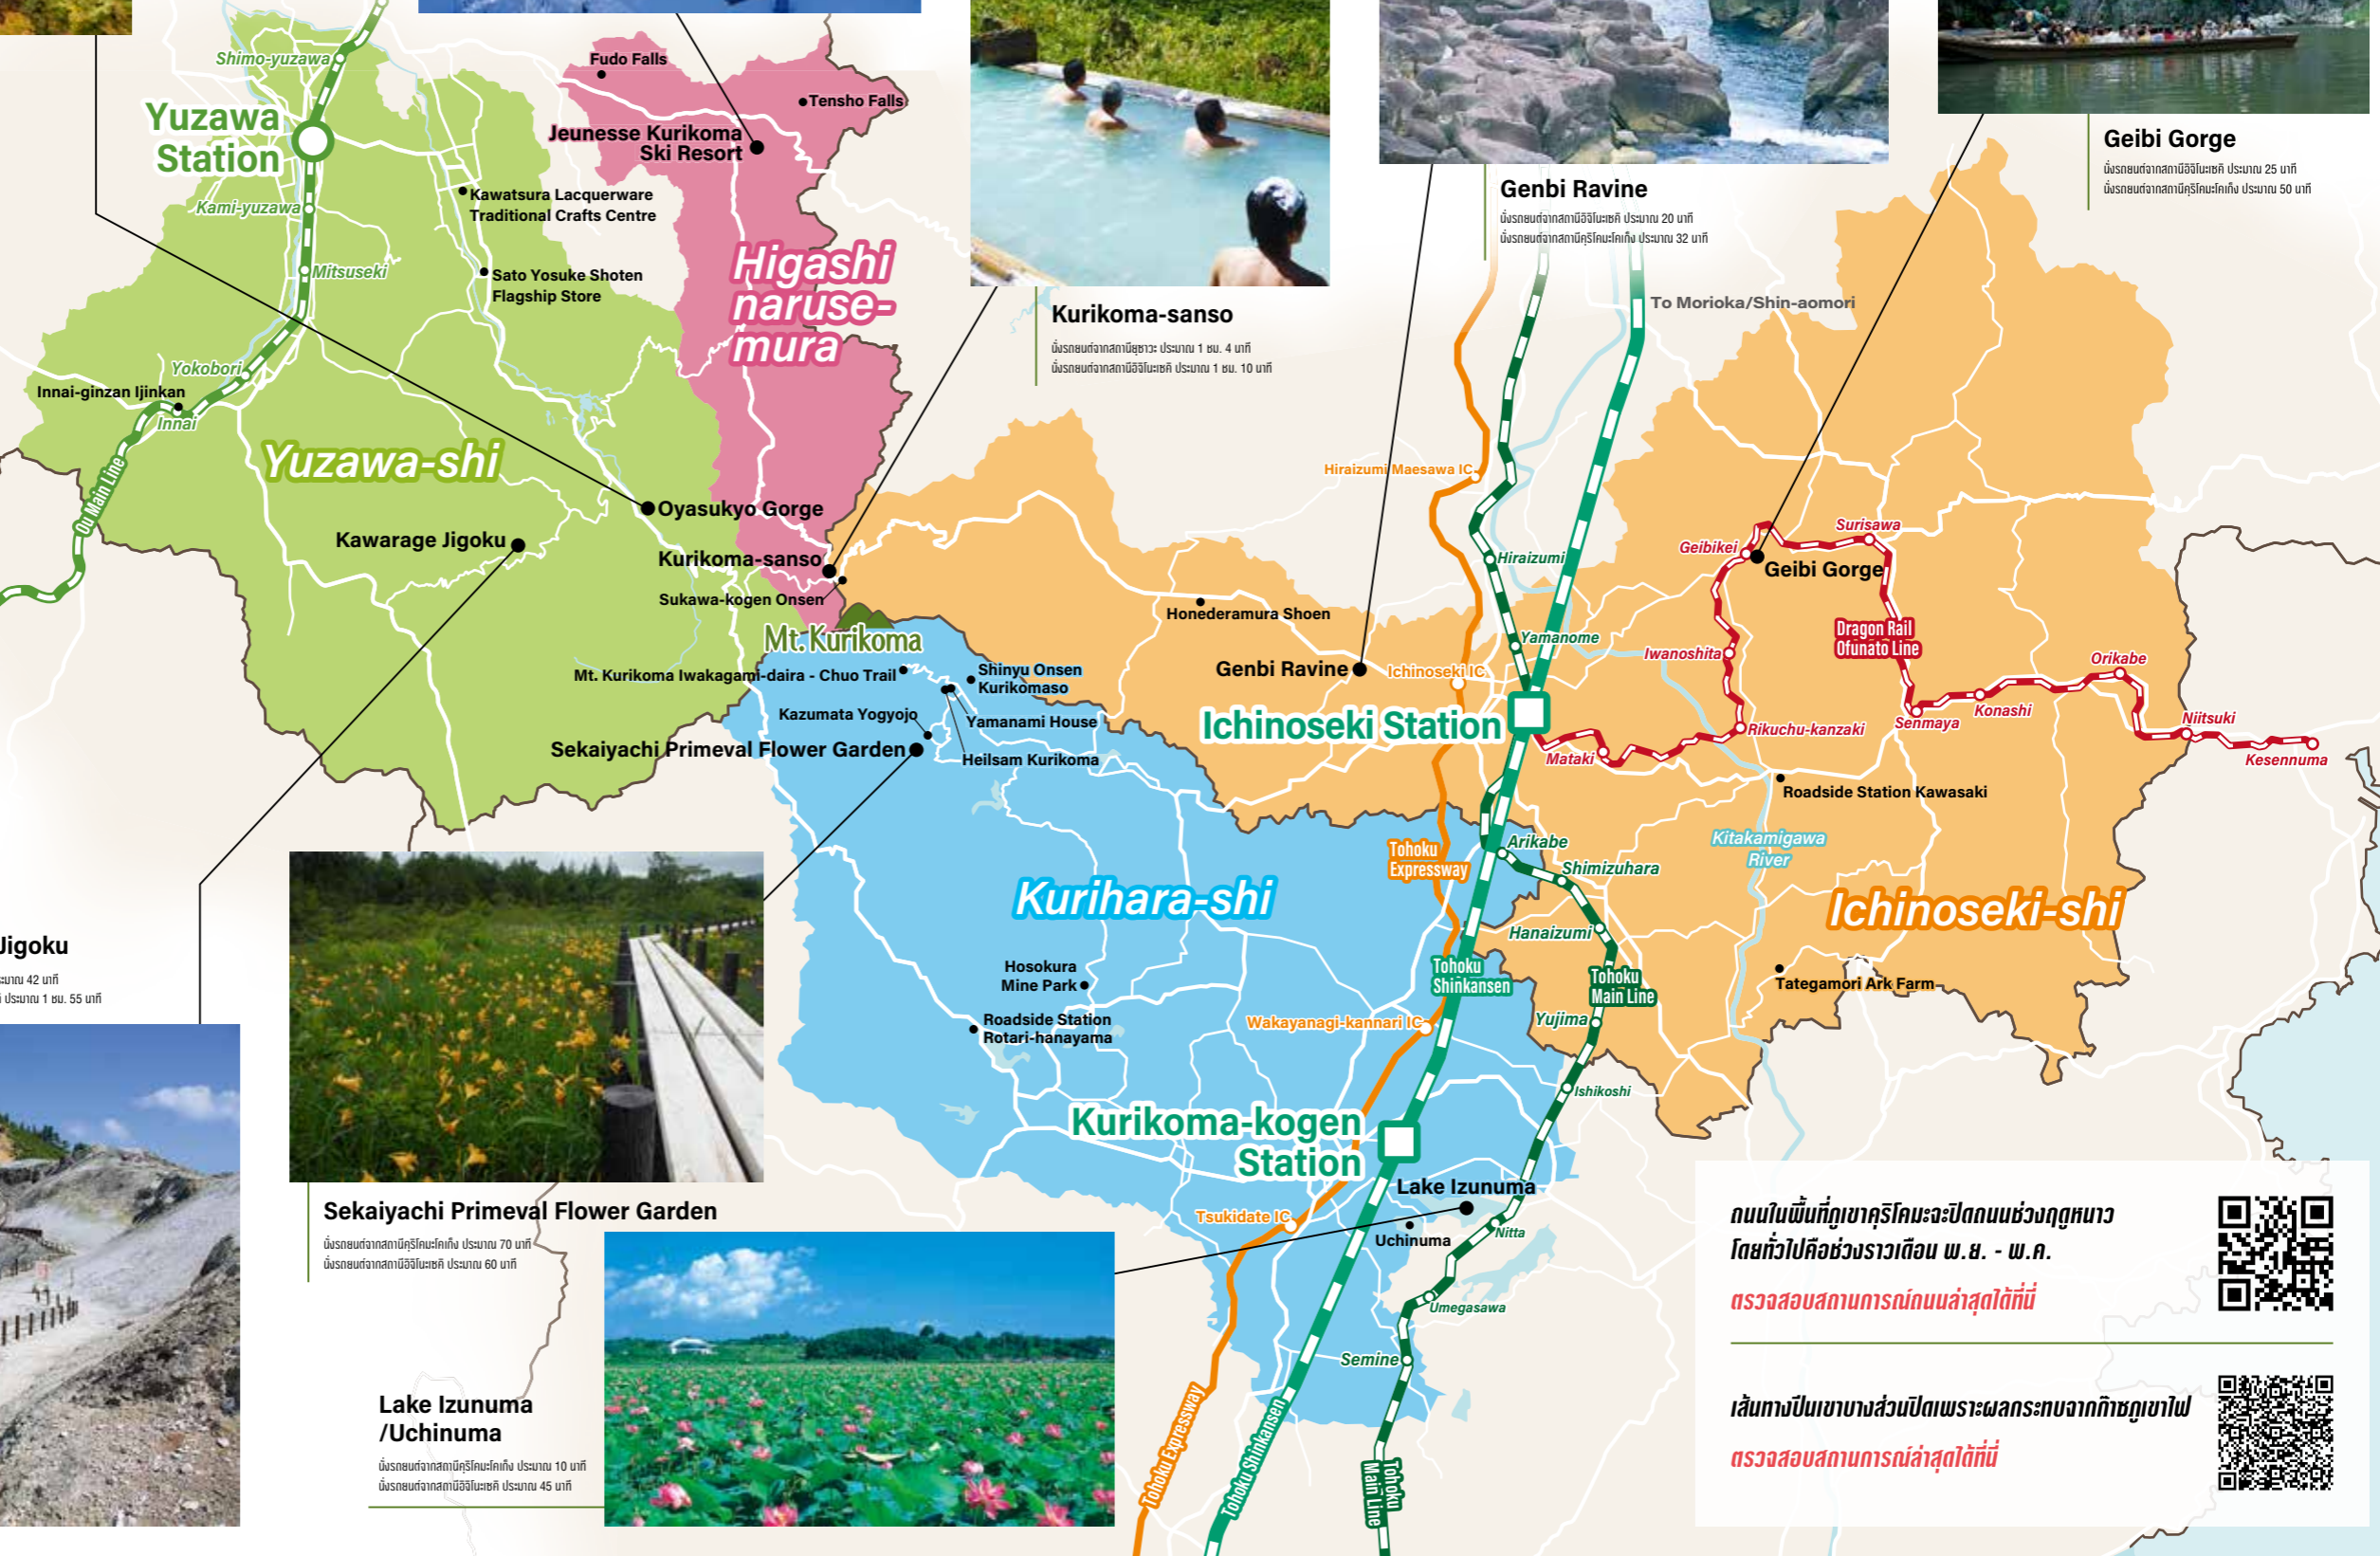 Shimo-yuzawa
Yuzawa
Station
Kami-yuzawa
Mitsuseki
Yokobori
Innai-ginzan Ijinkan
Innai
Ou Main Line
Yuzawa-shi
Kawatsura Lacquerware
Traditional Crafts Centre
Sato Yosuke Shoten
Flagship Store
Fudo Falls
Tensho Falls
Jeunesse Kurikoma
Ski Resort
Higashi
naruse-
mura
Oyasukyo Gorge
Kawarage Jigoku
Kurikoma-sanso
Sukawa-kogen Onsen
Mt. Kurikoma
Kurikoma-sanso
นั่งรถยนต์จากสถานียูซาวะ ประมาณ 1 ชม. 4 นาที
นั่งรถยนต์จากสถานีอิจิโนะเซคิ ประมาณ 1 ชม. 10 นาที
Genbi Ravine
นั่งรถยนต์จากสถานีอิจิโนะเซคิ ประมาณ 20 นาที
นั่งรถยนต์จากสถานีคุริโคมะโคเก็ง ประมาณ 32 นาที
Geibi Gorge
นั่งรถยนต์จากสถานีอิจิโนะเซคิ ประมาณ 25 นาที
นั่งรถยนต์จากสถานีคุริโคมะโคเก็ง ประมาณ 50 นาที
To Morioka/Shin-aomori
Hiraizumi Maesawa IC
Hiraizumi
Yamanome
Honederamura Shoen
Genbi Ravine
Ichinoseki IC
Ichinoseki Station
Geibikei
Geibi Gorge
Surisawa
Iwanoshita
Dragon Rail
Ofunato Line
Rikuchu-kanzaki
Mataki
Senmaya
Konashi
Orikabe
Niitsuki
Kesennuma
Roadside Station Kawasaki
Kitakamigawa
River
Ichinoseki-shi
Tategamori Ark Farm
Mt. Kurikoma Iwakagami-daira - Chuo Trail
Shinyu Onsen
Kurikomaso
Kazumata Yogyojo
Yamanami House
Sekaiyachi Primeval Flower Garden
Heilsam Kurikoma
Kurihara-shi
Tohoku
Expressway
Arikabe
Shimizuhara
Hanaizumi
Tohoku
Shinkansen
Tohoku
Main Line
Yujima
Ishikoshi
Hosokura
Mine Park
Roadside Station
Rotari-hanayama
Wakayanagi-kannari IC
Kurikoma-kogen
Station
Lake Izunuma
Uchinuma
Nitta
Tsukidate IC
Umegasawa
Semine
Tohoku Expressway
Tohoku Shinkansen
Tohoku
Main Line
Jigoku
ประมาณ 42 นาที
ประมาณ 1 ชม. 55 นาที
Sekaiyachi Primeval Flower Garden
นั่งรถยนต์จากสถานีคุริโคมะโคเก็ง ประมาณ 70 นาที
นั่งรถยนต์จากสถานีอิจิโนะเซคิ ประมาณ 60 นาที
Lake Izunuma
/Uchinuma
นั่งรถยนต์จากสถานีคุริโคมะโคเก็ง ประมาณ 10 นาที
นั่งรถยนต์จากสถานีอิจิโนะเซคิ ประมาณ 45 นาที
ถนนในพื้นที่ภูเขาคุริโคมะจะปิดถนนช่วงฤดูหนาว
โดยทั่วไปคือช่วงราวเดือน พ.ย. - พ.ค.
ตรวจสอบสถานการณ์ถนนล่าสุดได้ที่นี่
เส้นทางปีนเขาบางส่วนปิดเพราะผลกระทบจากก๊าซภูเขาไฟ
ตรวจสอบสถานการณ์ล่าสุดได้ที่นี่